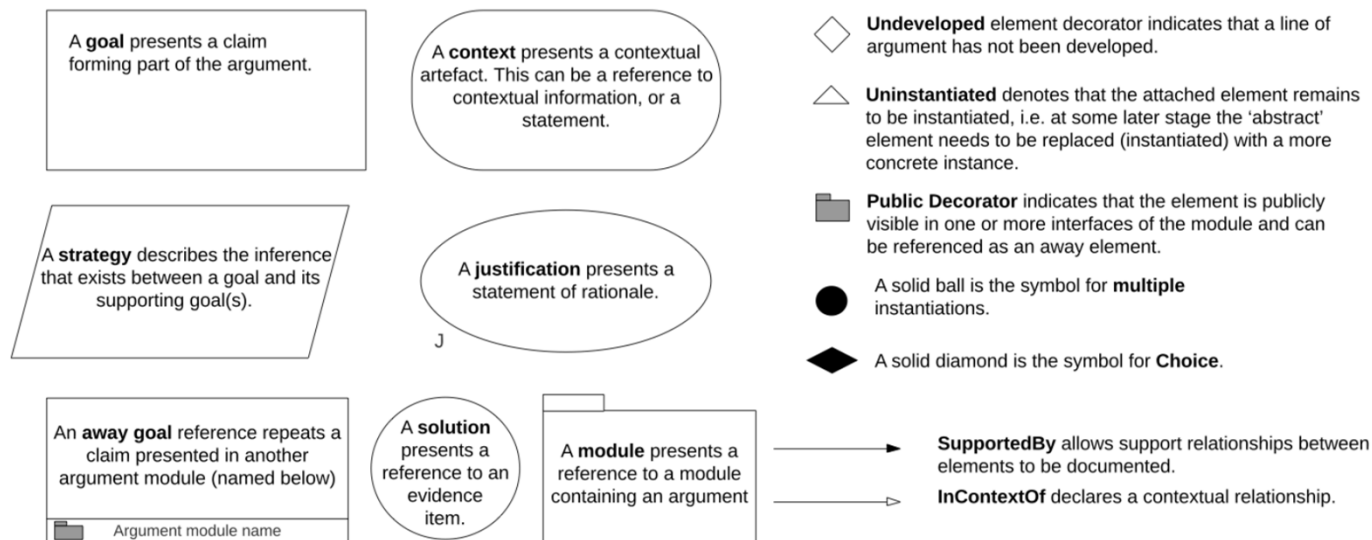 A goal presents a claim
forming part of the argument.
A context presents a contextual
artefact. This can be a reference to
contextual information, or a
statement.
Undeveloped element decorator indicates that a line of
argument has not been developed.
Uninstantiated denotes that the attached element remains
to be instantiated, i.e. at some later stage the ‘abstract’
element needs to be replaced (instantiated) with a more
concrete instance.
Public Decorator indicates that the element is publicly
visible in one or more interfaces of the module and can
be referenced as an away element.
A strategy describes the inference
that exists between a goal and its
supporting goal(s).
A justification presents a
statement of rationale.
J
A solid ball is the symbol for multiple
instantiations.
A solid diamond is the symbol for Choice.
An away goal reference repeats a
claim presented in another
argument module (named below)
Argument module name
A solution
presents a
reference to an
evidence
item.
A module presents a
reference to a module
containing an argument
SupportedBy allows support relationships between
elements to be documented.
InContextOf declares a contextual relationship.